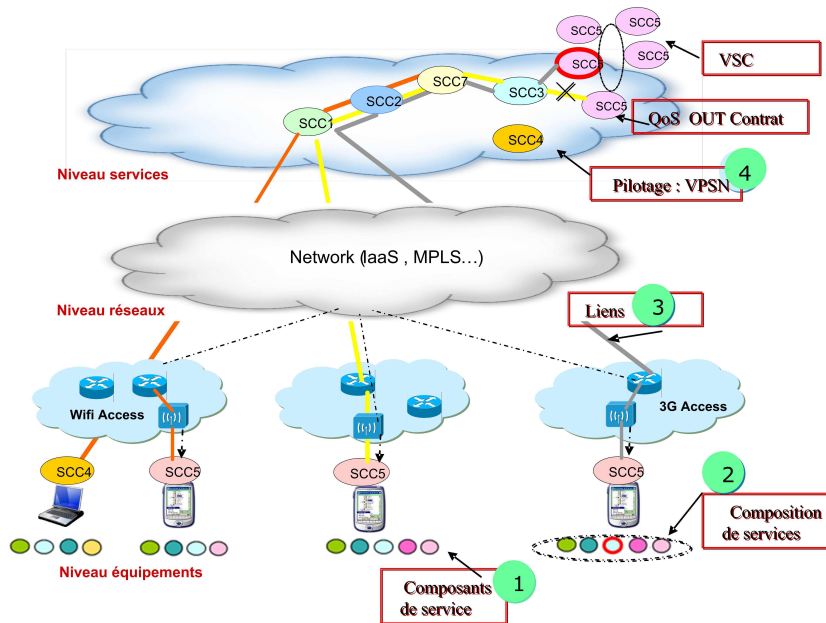 SCC5
SCC5
SCC5
SCC5
VSC
SCC7
SCC2
SCC3
SCC5
SCC1
QoS OUT Contrat
SCC4
Niveau services
Pilotage : VPSN
4
Network (IaaS , MPLS…)
Niveau réseaux
Liens
3
Wifi Access
3G Access
SCC4
SCC5
SCC5
SCC5
2
Composition
de services
Niveau équipements
1
Composants
de service